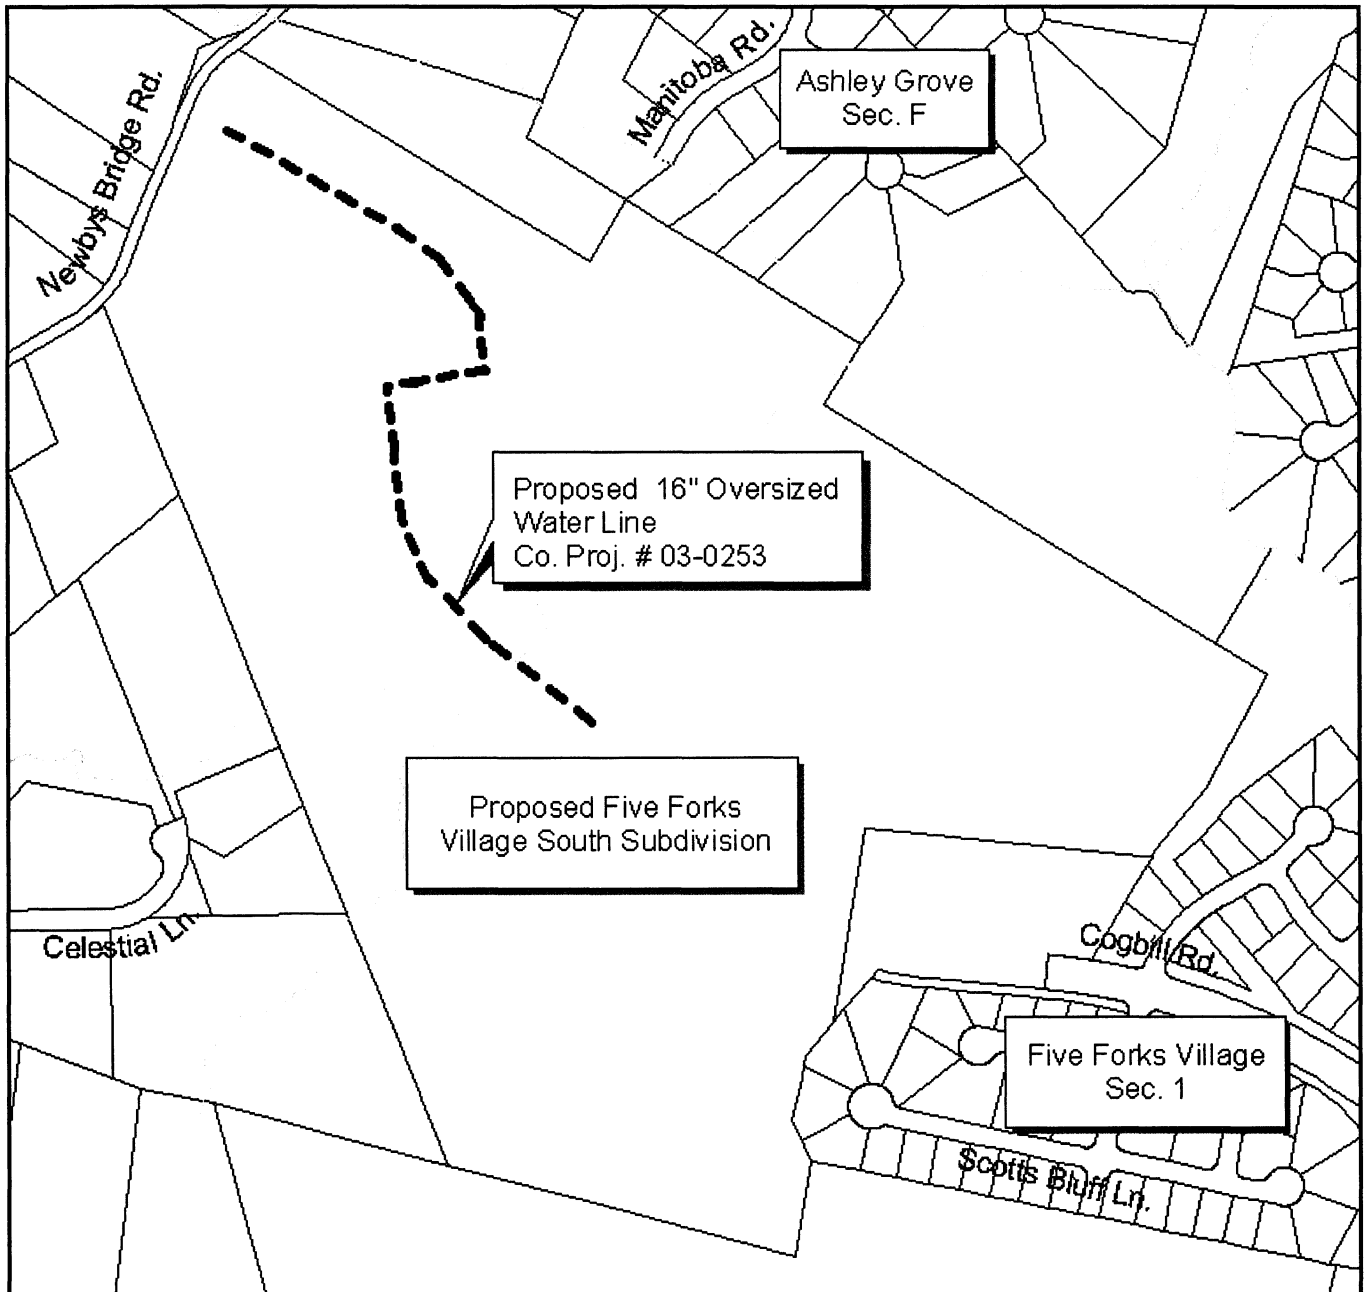 Manitoba Rd.
Ashley Grove
Sec. F
Newbys Bridge Rd.
Proposed  16" Oversized
Water Line
Co. Proj. # 03-0253
Proposed Five Forks
Village South Subdivision
Celestial Ln.
Cogbill Rd.
Five Forks Village
Sec. 1
Scotts Bluff Ln.